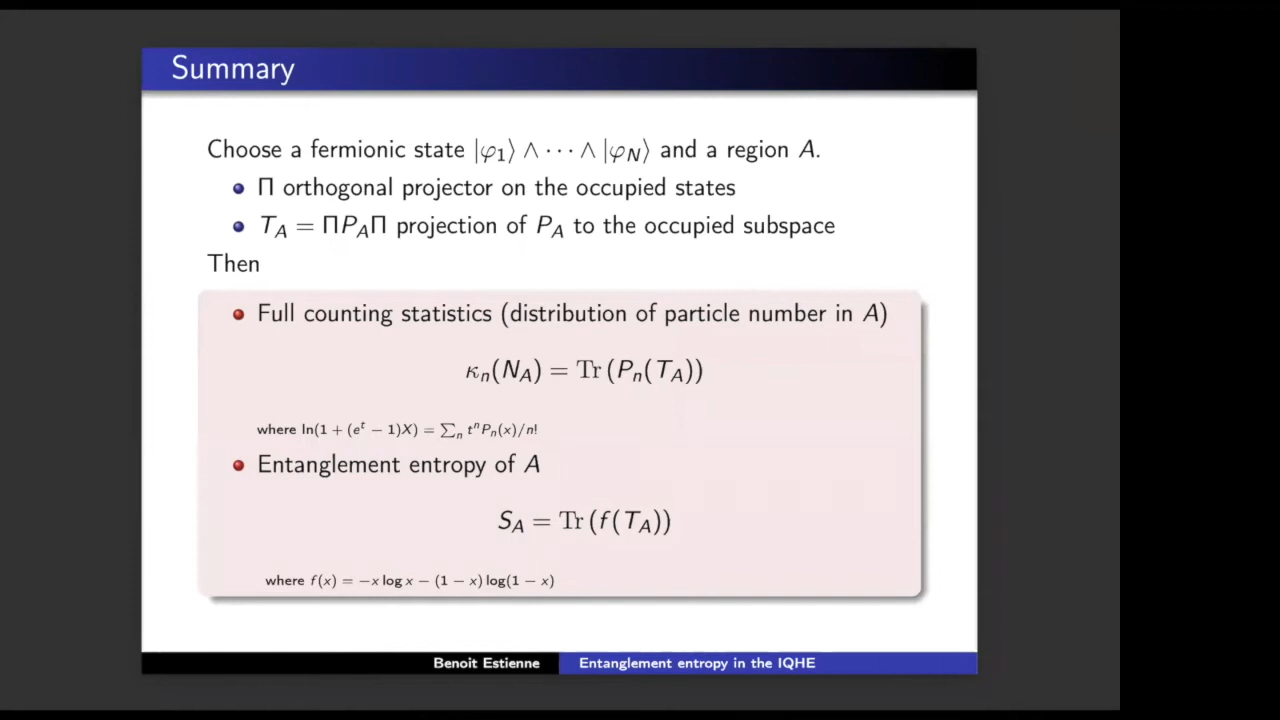 Summary
Choose a fermionic state |φ₁⟩ ∧ ⋯ ∧ |φ_N⟩ and a region A.
Π orthogonal projector on the occupied states
T_A = ΠP_AΠ projection of P_A to the occupied subspace
Then
Full counting statistics (distribution of particle number in A)
κ_n(N_A) = Tr (P_n(T_A))
where ln(1 + (e^t − 1)X) = ∑_n t^n P_n(x)/n!
Entanglement entropy of A
S_A = Tr (f(T_A))
where f(x) = −x log x − (1 − x) log(1 − x)
Benoit Estienne Entanglement entropy in the IQHE